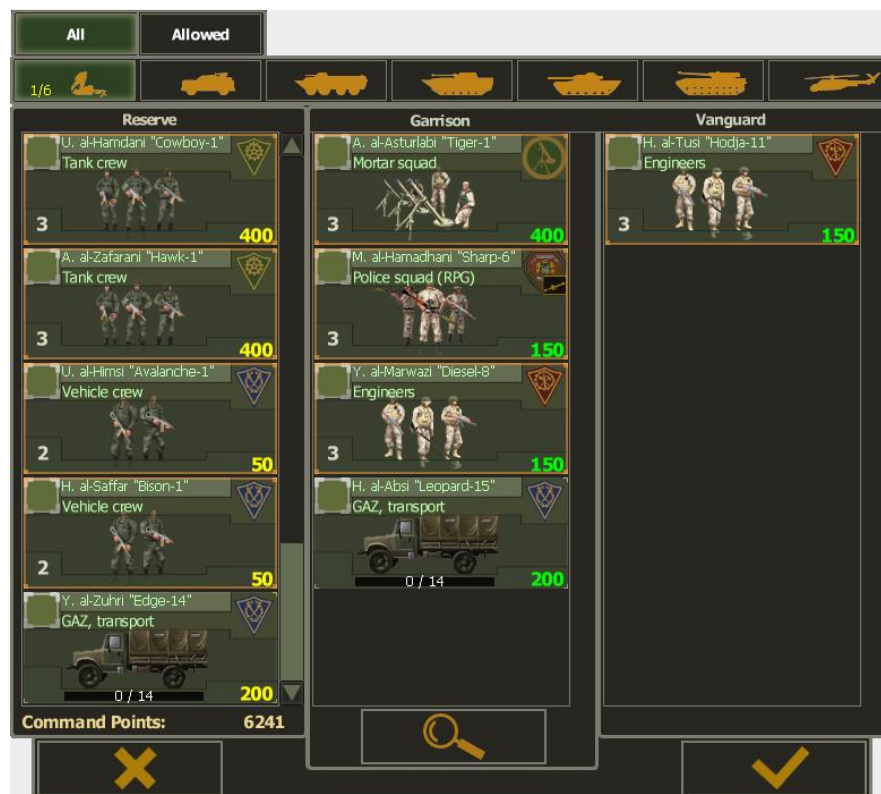 All
Allowed
1/6
Reserve
U. al-Hamdani "Cowboy-1"
Tank crew
3
400
A. al-Zafarani "Hawk-1"
Tank crew
3
400
U. al-Himsi "Avalanche-1"
Vehicle crew
2
50
H. al-Saffar "Bison-1"
Vehicle crew
2
50
Y. al-Zuhri "Edge-14"
GAZ, transport
0 / 14
200
Command Points: 6241
Garrison
A. al-Asturlabi "Tiger-1"
Mortar squad
3
400
M. al-Hamadhani "Sharp-6"
Police squad (RPG)
3
150
Y. al-Marwazi "Diesel-8"
Engineers
3
150
H. al-Absi "Leopard-15"
GAZ, transport
0 / 14
200
Vanguard
H. al-Tusi "Hodja-11"
Engineers
3
150